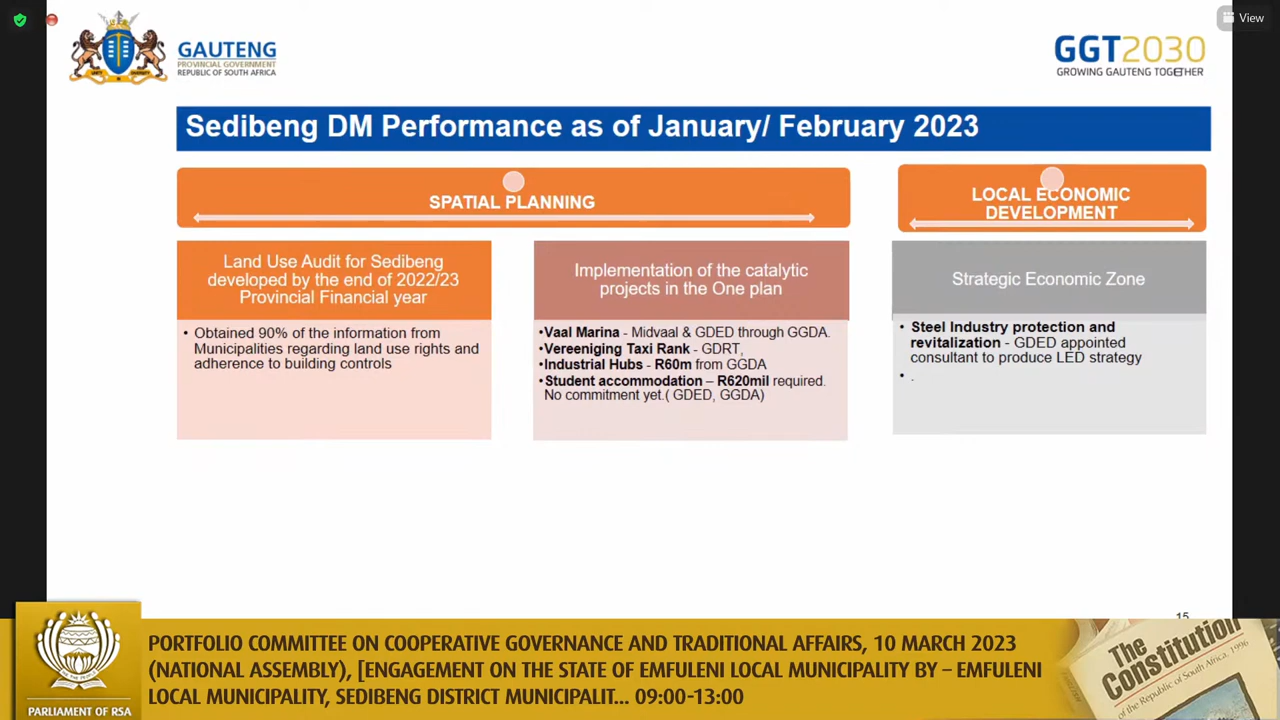 View
GAUTENG
PROVINCIAL GOVERNMENT
REPUBLIC OF SOUTH AFRICA
GGT2030
GROWING GAUTENG TOGETHER
Sedibeng DM Performance as of January/ February 2023
SPATIAL PLANNING
LOCAL ECONOMIC
DEVELOPMENT
Land Use Audit for Sedibeng
developed by the end of 2022/23
Provincial Financial year
• Obtained 90% of the information from
Municipalities regarding land use rights and
adherence to building controls
Implementation of the catalytic
projects in the One plan
•Vaal Marina - Midvaal & GDED through GGDA.
•Vereeniging Taxi Rank - GDRT,
•Industrial Hubs - R60m from GGDA
•Student accommodation – R620mil required.
No commitment yet.( GDED, GGDA)
Strategic Economic Zone
• Steel Industry protection and
revitalization - GDED appointed
consultant to produce LED strategy
• .
15
PORTFOLIO COMMITTEE ON COOPERATIVE GOVERNANCE AND TRADITIONAL AFFAIRS, 10 MARCH 2023
(NATIONAL ASSEMBLY), [ENGAGEMENT ON THE STATE OF EMFULENI LOCAL MUNICIPALITY BY – EMFULENI
LOCAL MUNICIPALITY, SEDIBENG DISTRICT MUNICIPALIT... 09:00-13:00
PARLIAMENT OF RSA
The
Constitution
of the Republic of South Africa, 1996